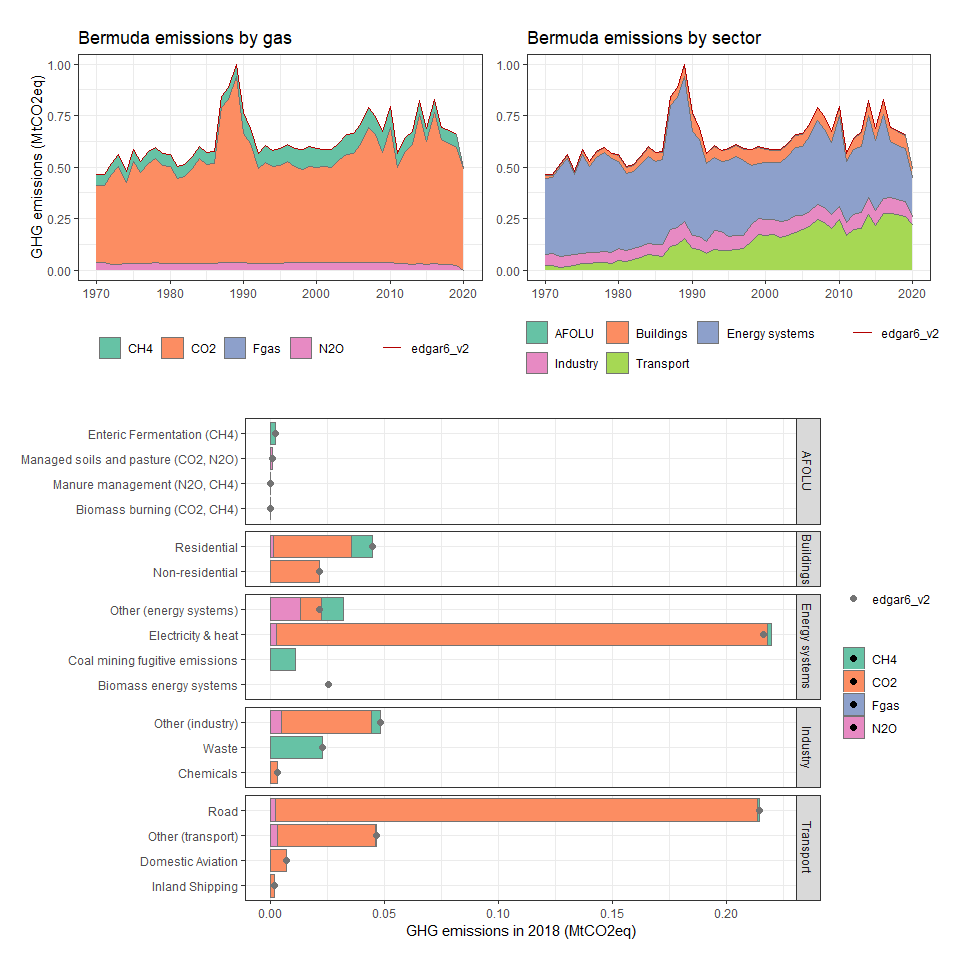 Bermuda emissions by gas
GHG emissions (MtCO2eq)
1.00
0.75
0.50
0.25
0.00
1970 1980 1990 2000 2010 2020
CH4 CO2 Fgas N2O edgar6_v2
Bermuda emissions by sector
1.00
0.75
0.50
0.25
0.00
1970 1980 1990 2000 2010 2020
AFOLU Buildings Energy systems edgar6_v2
Industry Transport
Enteric Fermentation (CH4)
Managed soils and pasture (CO2, N2O)
Manure management (N2O, CH4)
Biomass burning (CO2, CH4)
AFOLU
Residential
Non-residential
Buildings
Other (energy systems)
Electricity & heat
Coal mining fugitive emissions
Biomass energy systems
Energy systems
Other (industry)
Waste
Chemicals
Industry
Road
Other (transport)
Domestic Aviation
Inland Shipping
Transport
0.00 0.05 0.10 0.15 0.20
GHG emissions in 2018 (MtCO2eq)
edgar6_v2
CH4
CO2
Fgas
N2O